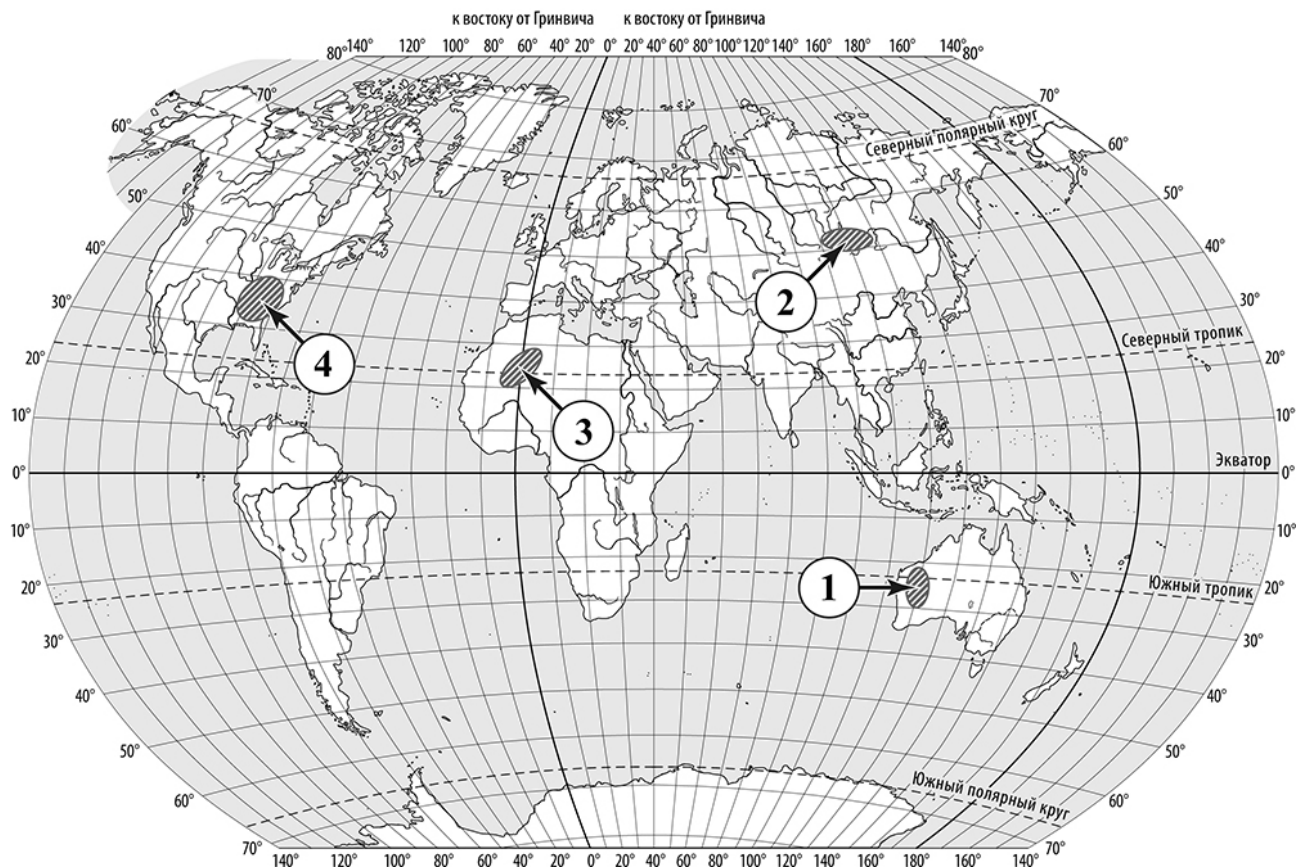 к востоку от Гринвича к востоку от Гринвича
80° 140° 120° 100° 80° 60° 40° 20° 0° 20° 40° 60° 80° 100° 120° 140° 160° 180° 160° 140° 80°
70° 70°
Северный полярный круг
60° 60°
50° 50°
40° 40°
2
30° 30°
Северный тропик
4
20° 20°
3
10° 10°
Экватор
0° 0°
10° 10°
1
Южный тропик
20° 20°
30° 30°
40° 40°
50° 50°
Южный полярный круг
60° 60°
70° 140° 120° 100° 80° 60° 40° 20° 0° 20° 40° 60° 80° 100° 120° 140° 160° 180° 160° 140° 70°